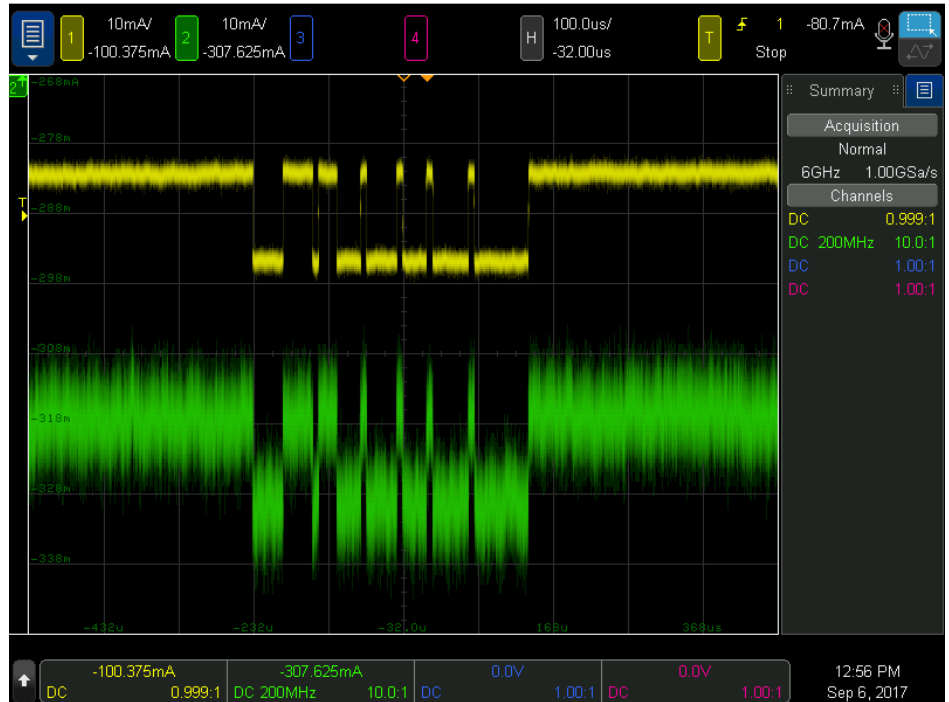 1 10mA/ -100.375mA 2 10mA/ -307.625mA 3 4 H 100.0us/ -32.00us T 1 -80.7mA Stop
2
-268mA
-278m
-288m
-298m
-308m
-318m
-328m
-338m
T
-432u -232u -32.0u 168u 368us
Summary
Acquisition
Normal
6GHz 1.00GSa/s
Channels
DC 0.999:1
DC 200MHz 10.0:1
DC 1.00:1
DC 1.00:1
-100.375mA
DC 0.999:1
-307.625mA
DC 200MHz 10.0:1
0.0V
DC 1.00:1
0.0V
DC 1.00:1
12:56 PM
Sep 6, 2017